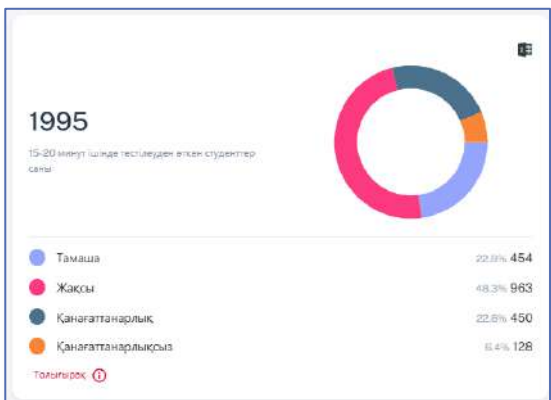 1995
15-20 минут ішінде тестілеуден өткен студенттер
саны
Тамаша 22.8% 454
Жақсы 48.3% 963
Қанағаттанарлық 22.6% 450
Қанағаттанарлықсыз 6.4% 128
Толығырақ